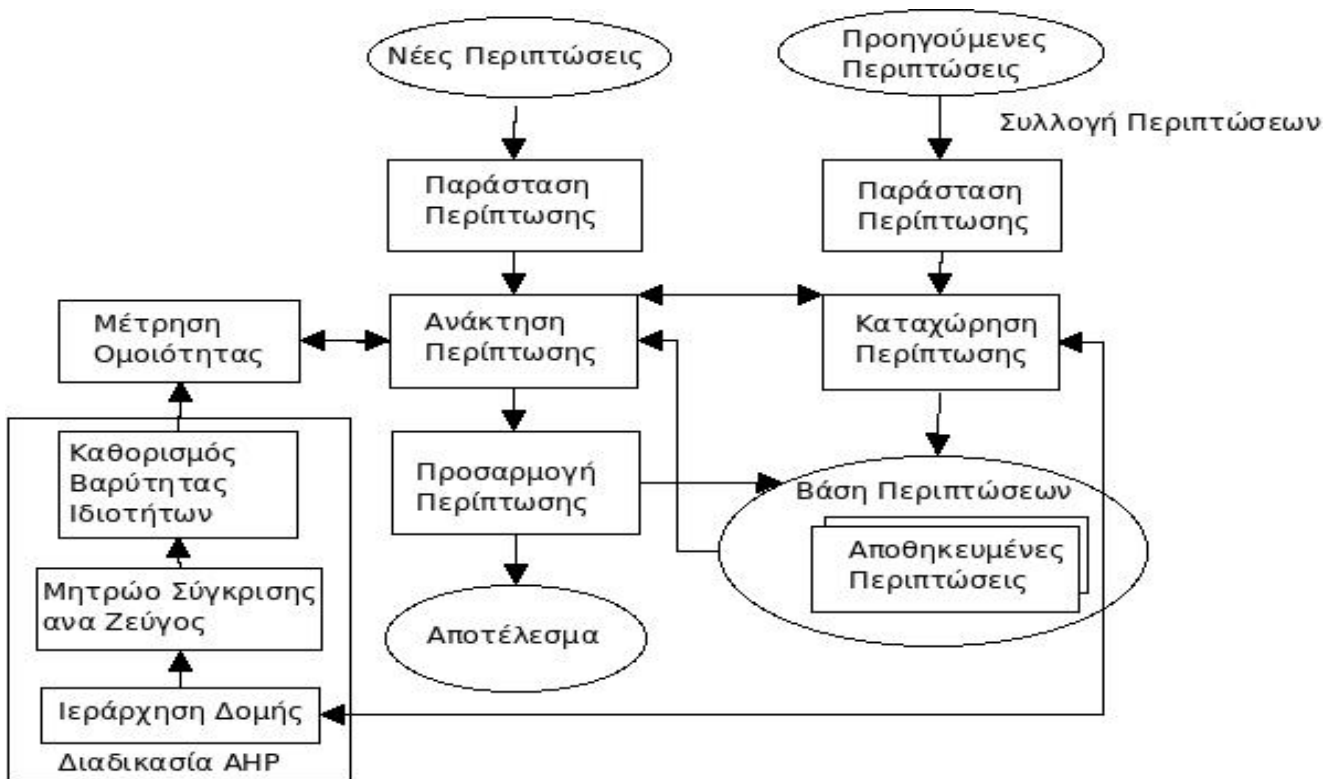 Νέες Περιπτώσεις
Προηγούμενες
Περιπτώσεις
Συλλογή Περιπτώσεων
Παράσταση
Περίπτωσης
Παράσταση
Περίπτωσης
Μέτρηση
Ομοιότητας
Ανάκτηση
Περίπτωσης
Καταχώρηση
Περίπτωσης
Καθορισμός
Βαρύτητας
Ιδιοτήτων
Προσαρμογή
Περίπτωσης
Βάση Περιπτώσεων
Αποθηκευμένες
Περιπτώσεις
Μητρώο Σύγκρισης
ανα Ζεύγος
Αποτέλεσμα
Ιεράρχηση Δομής
Διαδικασία AHP